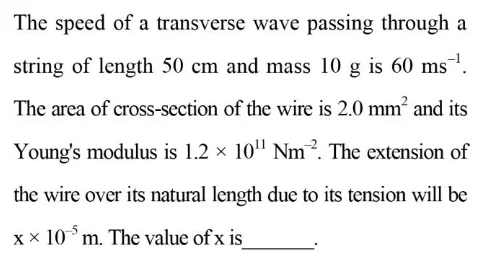 The speed of a transverse wave passing through a
string of length 50 cm and mass 10 g is 60 ms⁻¹.
The area of cross-section of the wire is 2.0 mm² and its
Young's modulus is 1.2 × 10¹¹ Nm⁻². The extension of
the wire over its natural length due to its tension will be
x × 10⁻⁵ m. The value of x is_______.